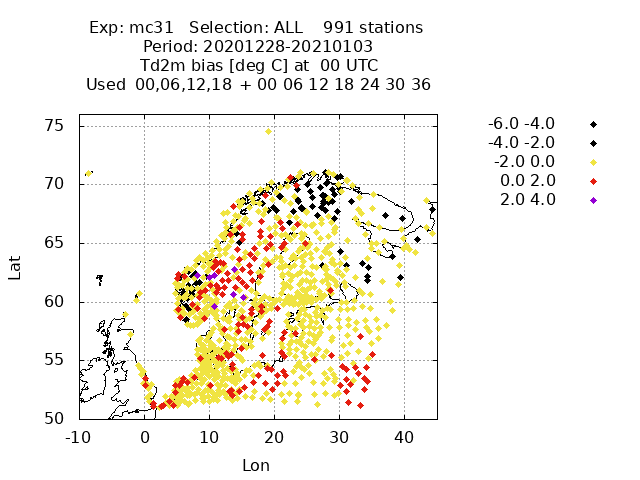 Exp: mc31 Selection: ALL 991 stations
Period: 20201228-20210103
Td2m bias [deg C] at 00 UTC
Used 00,06,12,18 + 00 06 12 18 24 30 36
-6.0 -4.0
-4.0 -2.0
-2.0 0.0
0.0 2.0
2.0 4.0
75
70
65
60
55
50
Lat
-10 0 10 20 30 40
Lon